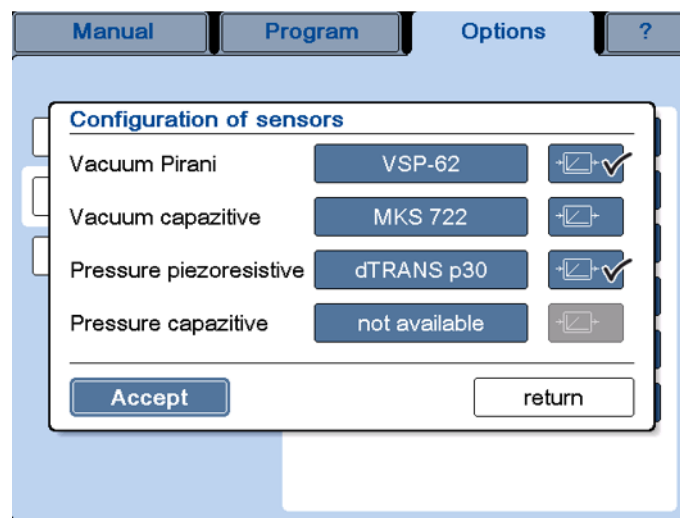 Manual Program Options ?
Configuration of sensors
Vacuum Pirani VSP-62
Vacuum capazitive MKS 722
Pressure piezoresistive dTRANS p30
Pressure capazitive not available
Accept return